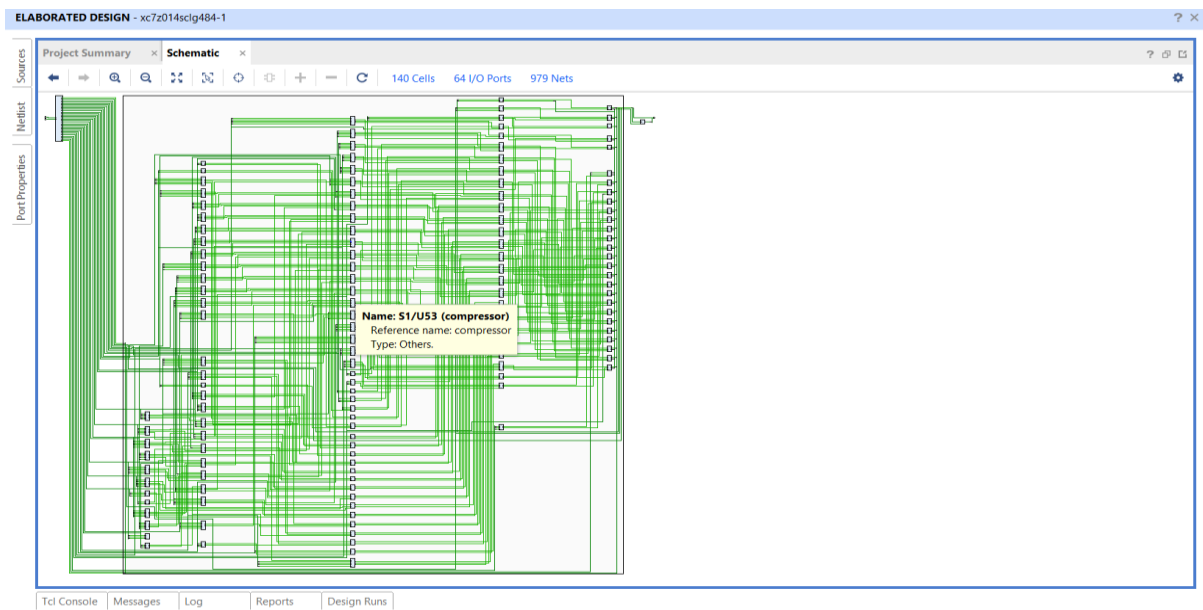 ELABORATED DESIGN - xc7z014sclg484-1
? ×
Sources
Netlist
Port Properties
Project Summary × Schematic ×
?
140 Cells 64 I/O Ports 979 Nets
Name: S1/U53 (compressor)
Reference name: compressor
Type: Others.
Tcl Console Messages Log Reports Design Runs